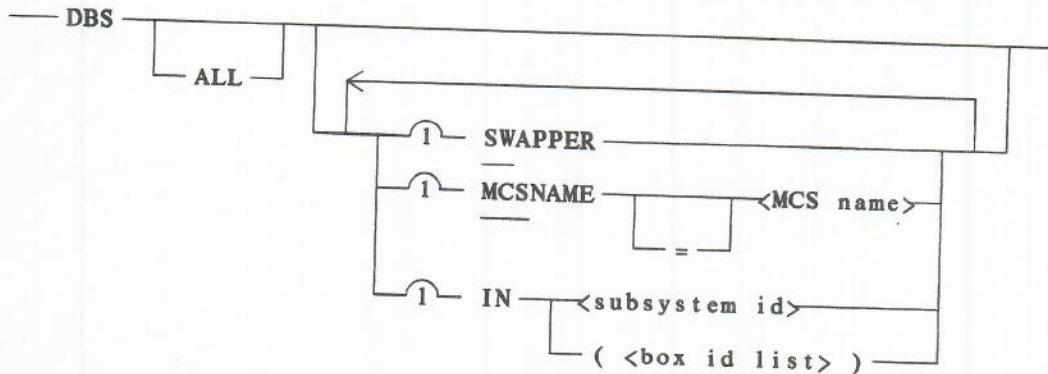 DBS
ALL
1 SWAPPER
1 MCSNAME <MCS name>
=
1 IN <subsystem id>
( <box id list> )